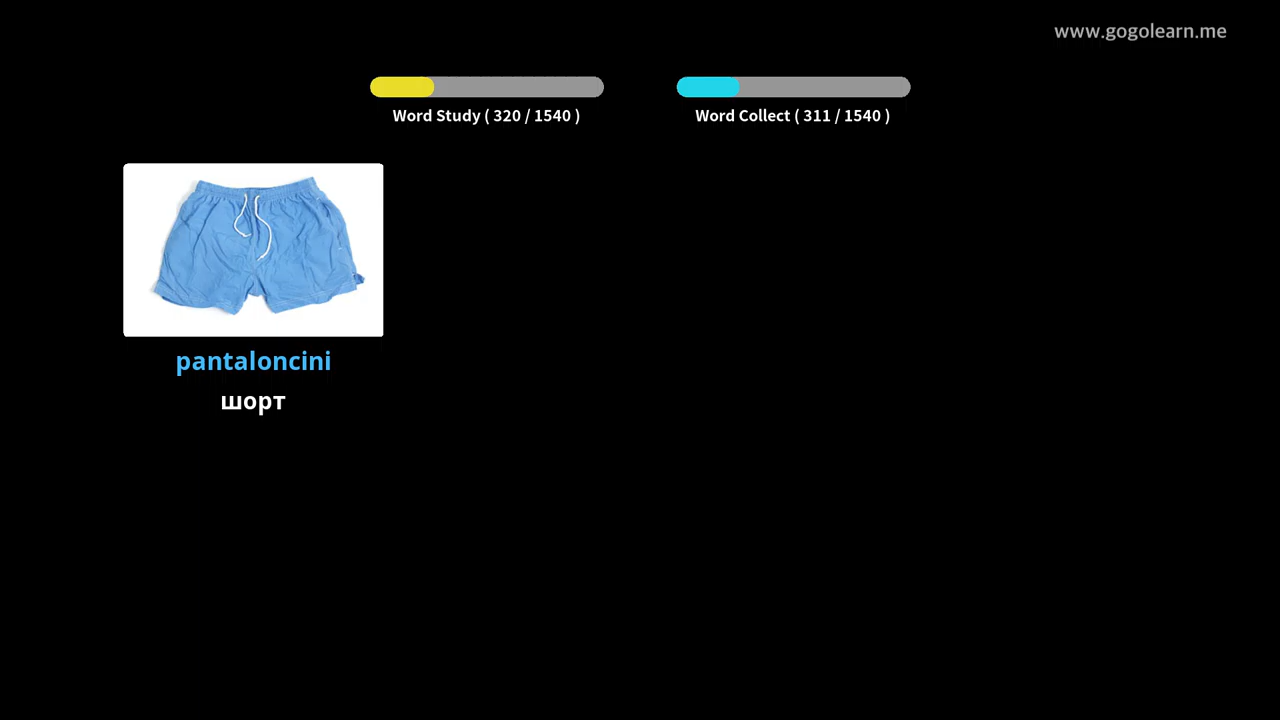 www.gogolearn.me
Word Study ( 320 / 1540 )
Word Collect ( 311 / 1540 )
pantaloncini
шорт